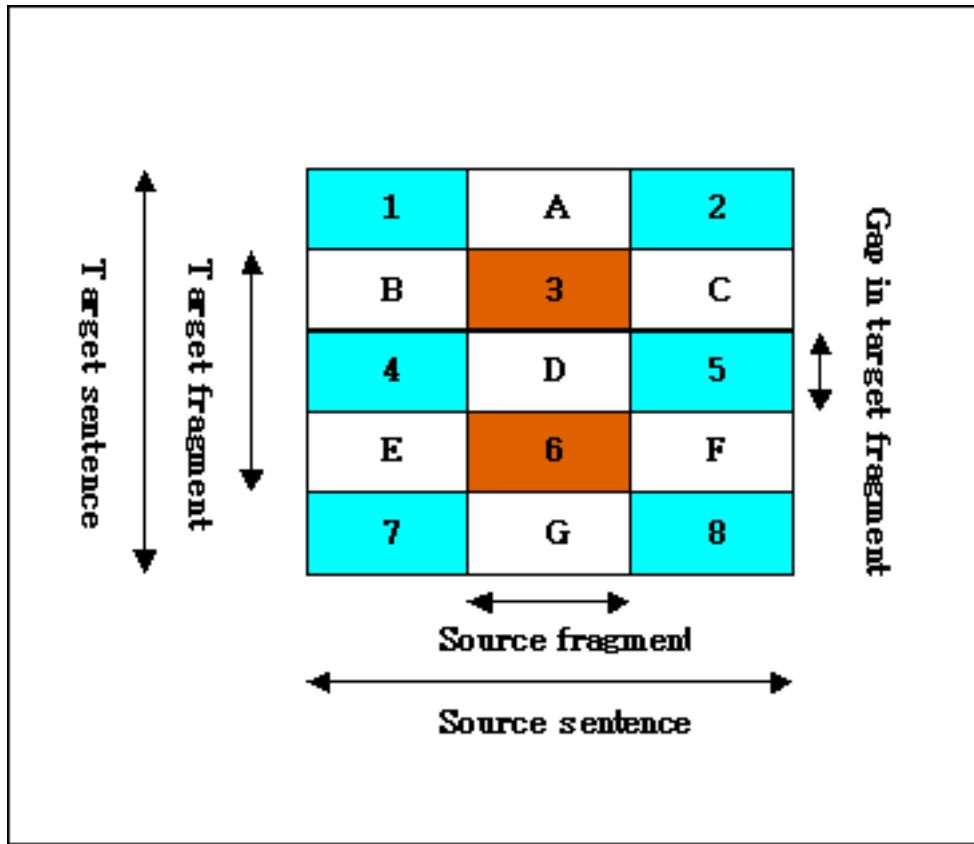 1 A 2
B 3 C
4 D 5
E 6 F
7 G 8
Target sentence
Target fragment
Gap in target fragment
Source fragment
Source sentence